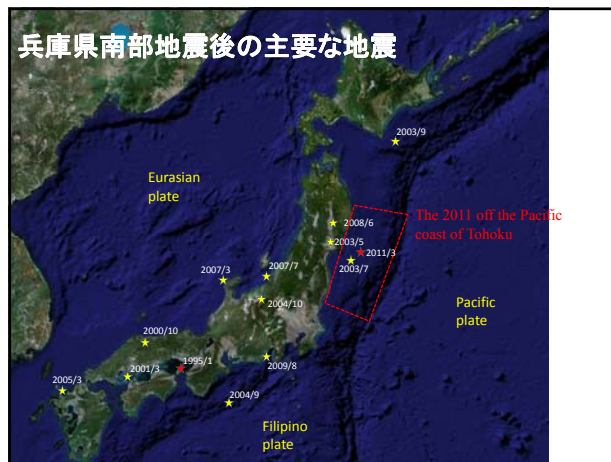 兵庫県南部地震後の主要な地震
2003/9
Eurasian
plate
2008/6
The 2011 off the Pacific
coast of Tohoku
2003/5
2011/3
2003/7
2007/3
2007/7
2004/10
Pacific
plate
2000/10
1995/1
2009/8
2001/3
2005/3
2004/9
Filipino
plate